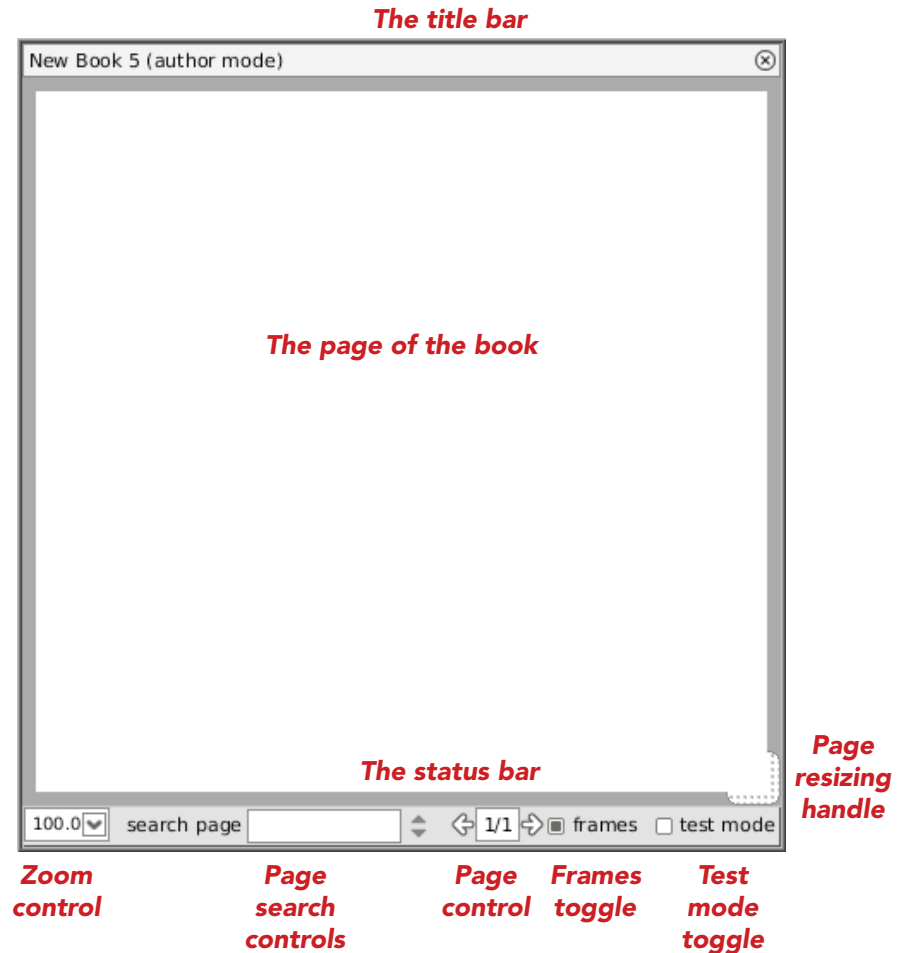 The title bar
New Book 5 (author mode)
The page of the book
The status bar
Page
resizing
handle
100.0 search page 1/1 frames test mode
Zoom
control
Page
search
controls
Page
control
Frames
toggle
Test
mode
toggle